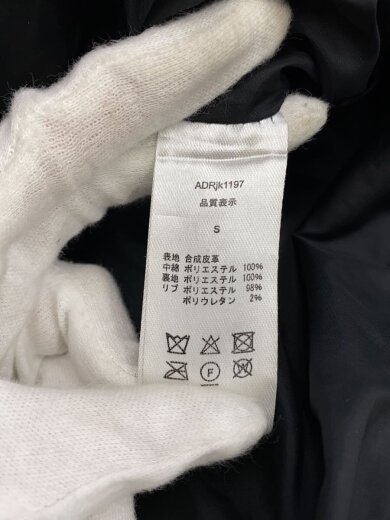 ADRjk1197
品質表示
S
表地 合成皮革
中綿 ポリエステル 100%
裏地 ポリエステル 100%
リブ ポリエステル 98%
ポリウレタン 2%
F
W